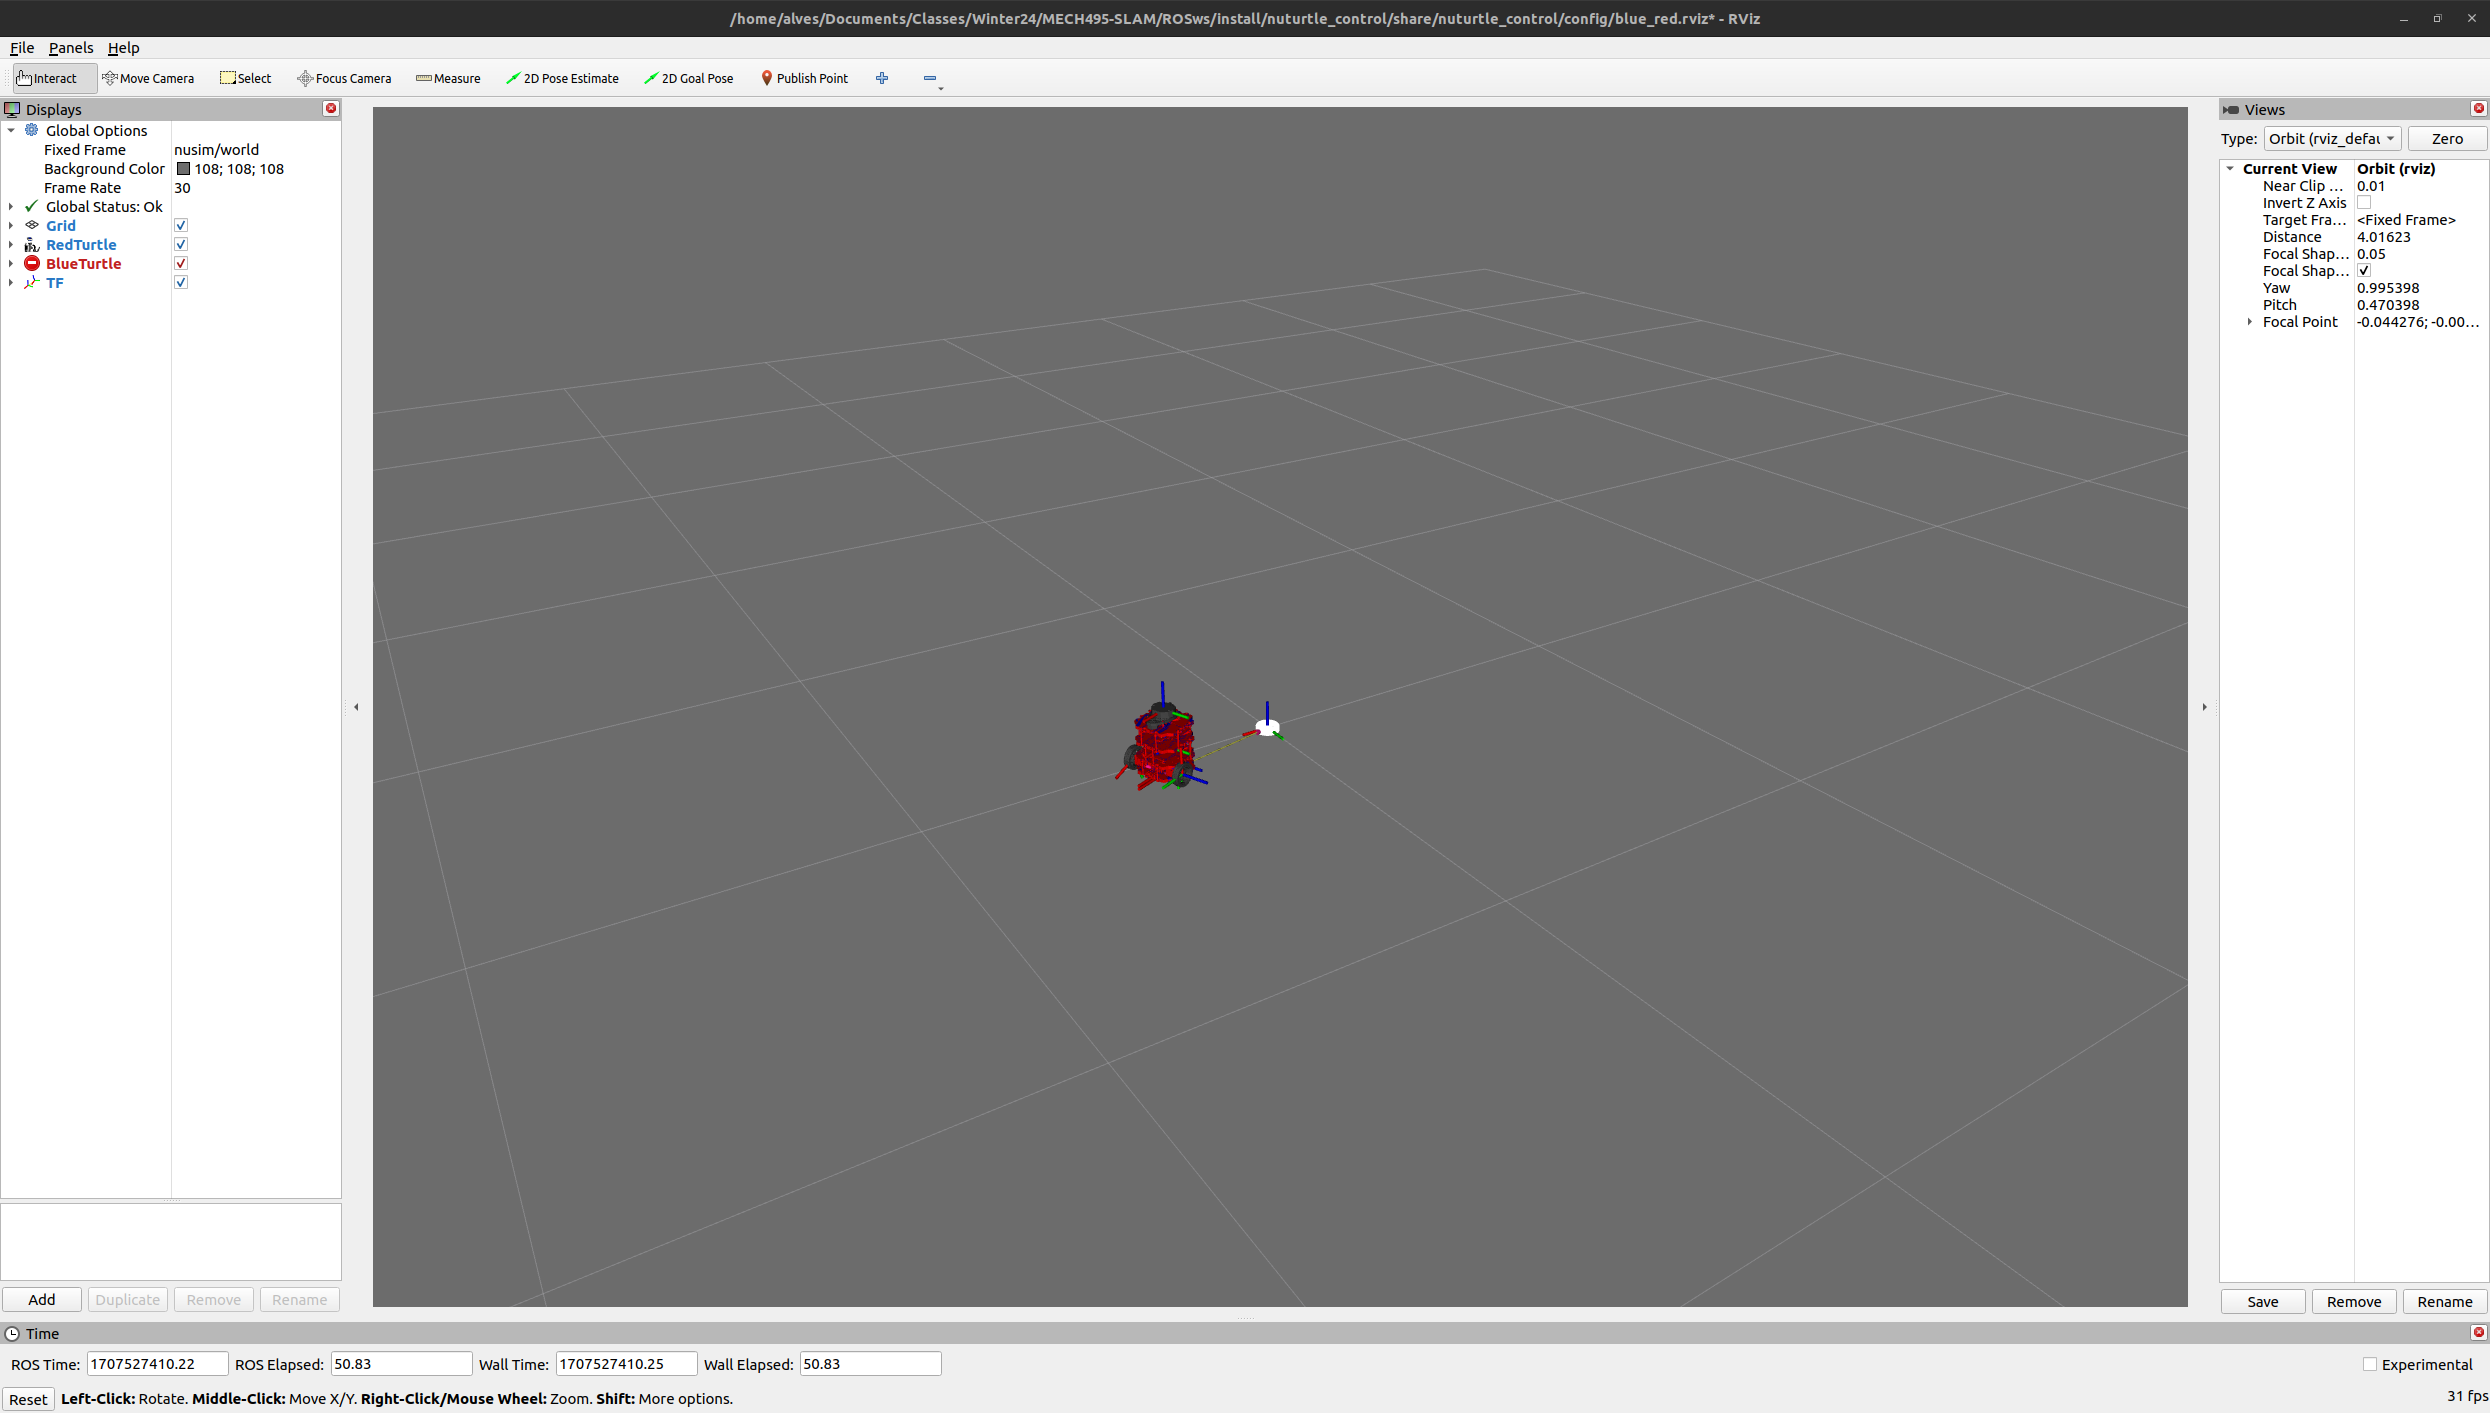 /home/alves/Documents/Classes/Winter24/MECH495-SLAM/ROSws/install/nuturtle_control/share/nuturtle_control/config/blue_red.rviz* - RViz
File Panels Help
Interact Move Camera Select Focus Camera Measure 2D Pose Estimate 2D Goal Pose Publish Point
Displays
Global Options
Fixed Frame nusim/world
Background Color 108; 108; 108
Frame Rate 30
Global Status: Ok
Grid
RedTurtle
BlueTurtle
TF
Add Duplicate Remove Rename
Views
Type: Orbit (rviz_defau Zero
Current View Orbit (rviz)
Near Clip ... 0.01
Invert Z Axis
Target Fra... <Fixed Frame>
Distance 4.01623
Focal Shap... 0.05
Focal Shap...
Yaw 0.995398
Pitch 0.470398
Focal Point -0.044276; -0.00...
Save Remove Rename
Time
ROS Time: 1707527410.22 ROS Elapsed: 50.83 Wall Time: 1707527410.25 Wall Elapsed: 50.83 Experimental
Reset Left-Click: Rotate. Middle-Click: Move X/Y. Right-Click/Mouse Wheel: Zoom. Shift: More options. 31 fps